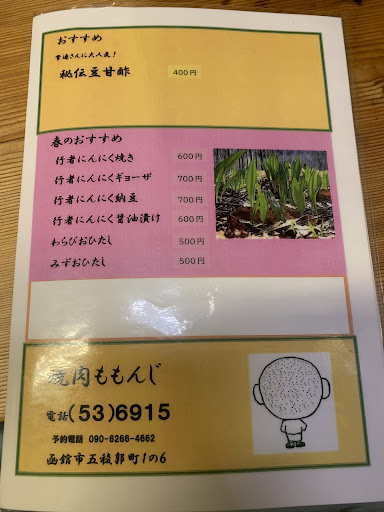 おすすめ
常連さんに大人気！
秘伝豆甘酢 400円
春のおすすめ
行者にんにく焼き 600円
行者にんにくギョーザ 700円
行者にんにく納豆 700円
行者にんにく醤油漬け 600円
わらびおひたし 500円
みずおひたし 500円
焼肉ももんじ
電話(53)6915
予約電話 090-6266-4662
函館市五稜郭町1の6